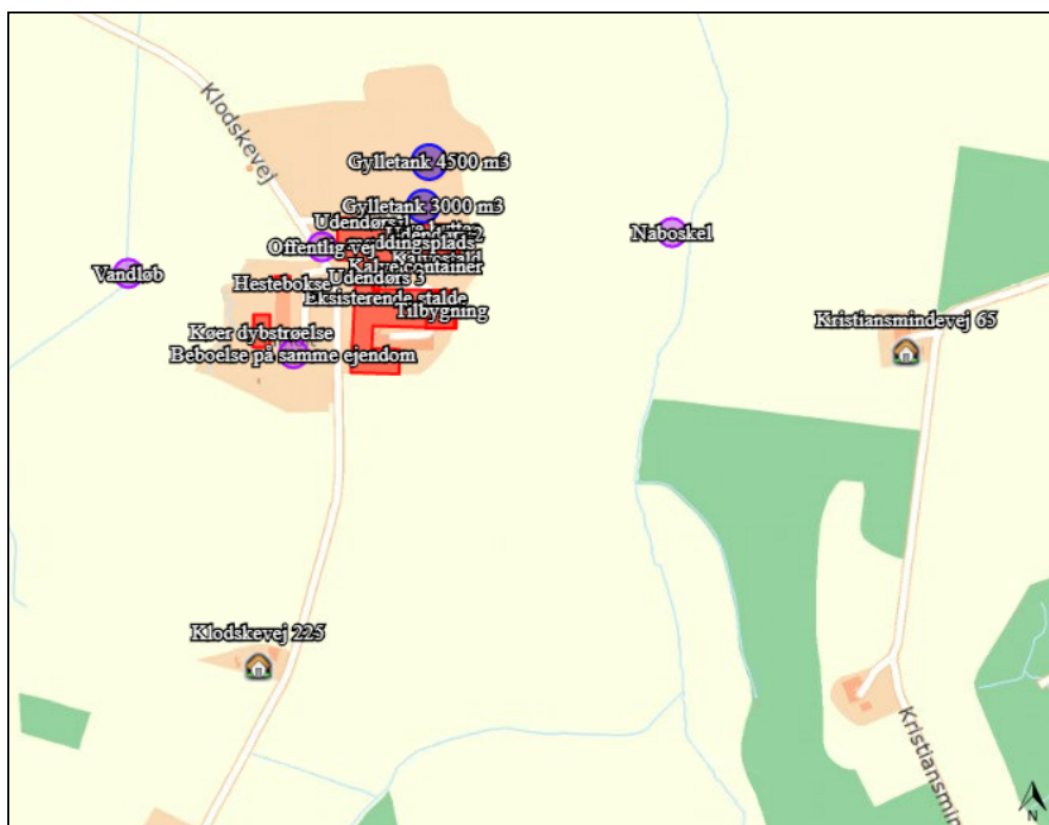 Klodskevej
Gylletank 4500 m3
Gylletank 3000 m3
Naboskel
Offentlig vej
Vandløb
Hestebokse
Udendørs 3
Eksisterende stalde
Tilbygning
Køer dybstrøelse
Beboelse på samme ejendom
Kristiansmindevej 65
Klodskevej 225
Kristiansmin
N